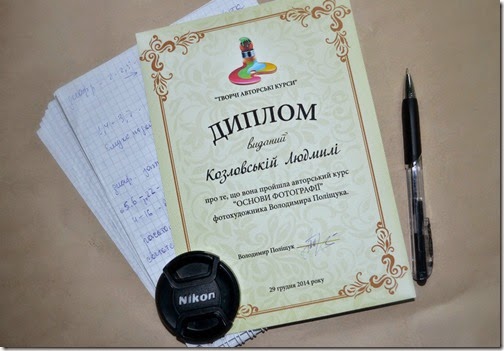 "ТВОРЧІ АВТОРСЬКІ КУРСИ"
ДИПЛОМ
виданий
Козловській Людмилі
про те, що вона пройшла авторський курс
"ОСНОВИ ФОТОГРАФІЇ"
фотохудожника Володимира Поліщука.
Володимир Поліщук
29 грудня 2014 року
Nikon